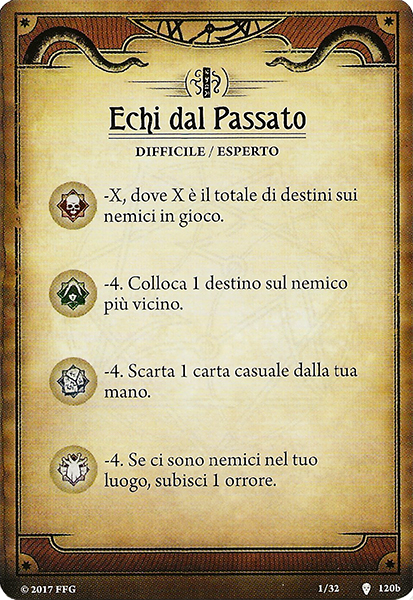 Echi dal Passato
DIFFICILE / ESPERTO
-X, dove X è il totale di destini sui
nemici in gioco.
-4. Colloca 1 destino sul nemico
più vicino.
-4. Scarta 1 carta casuale dalla tua
mano.
-4. Se ci sono nemici nel tuo
luogo, subisci 1 orrore.
© 2017 FFG 1/32 120b